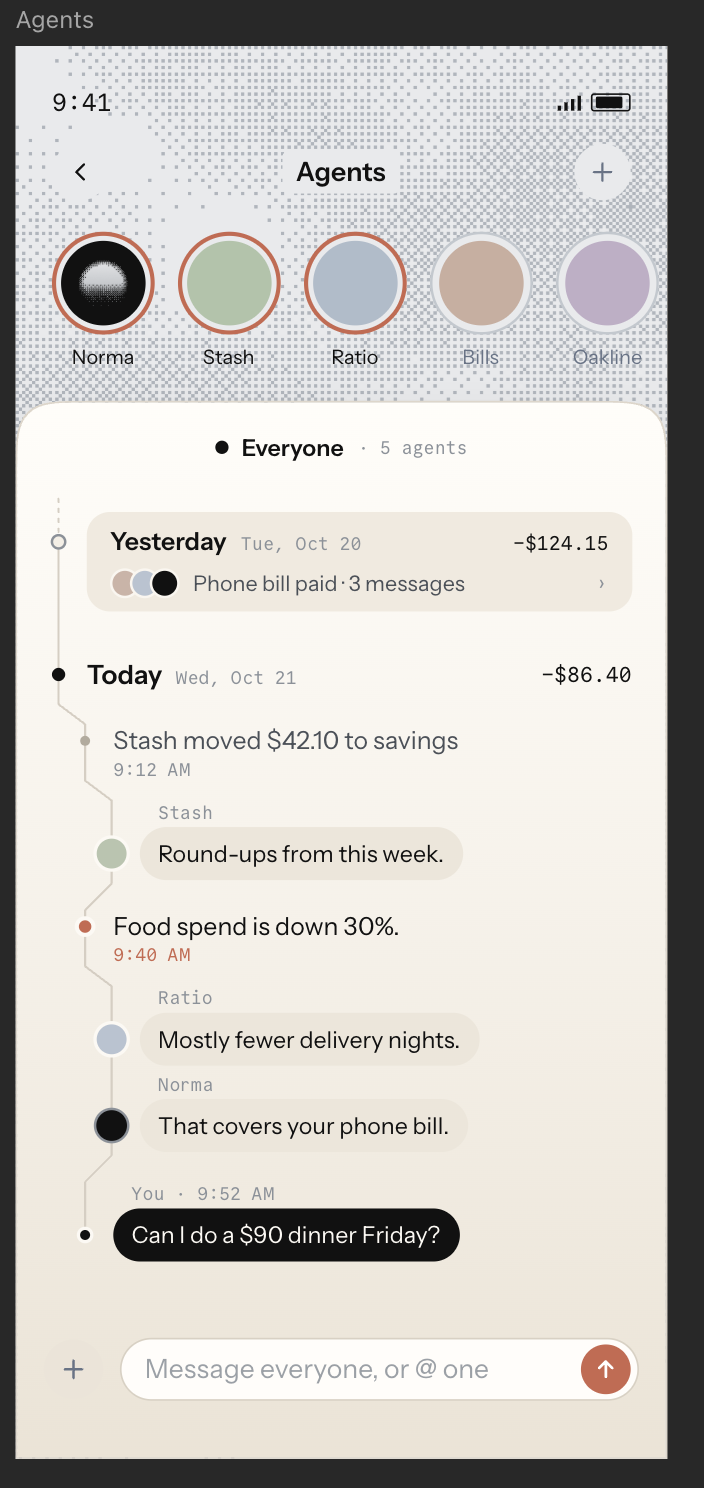 Agents
9:41
Agents
Norma
Stash
Ratio
Bills
Oakline
Everyone · 5 agents
Yesterday Tue, Oct 20 −$124.15
Phone bill paid · 3 messages ›
Today Wed, Oct 21 −$86.40
Stash moved $42.10 to savings
9:12 AM
Stash
Round-ups from this week.
Food spend is down 30%.
9:40 AM
Ratio
Mostly fewer delivery nights.
Norma
That covers your phone bill.
You · 9:52 AM
Can I do a $90 dinner Friday?
Message everyone, or @ one